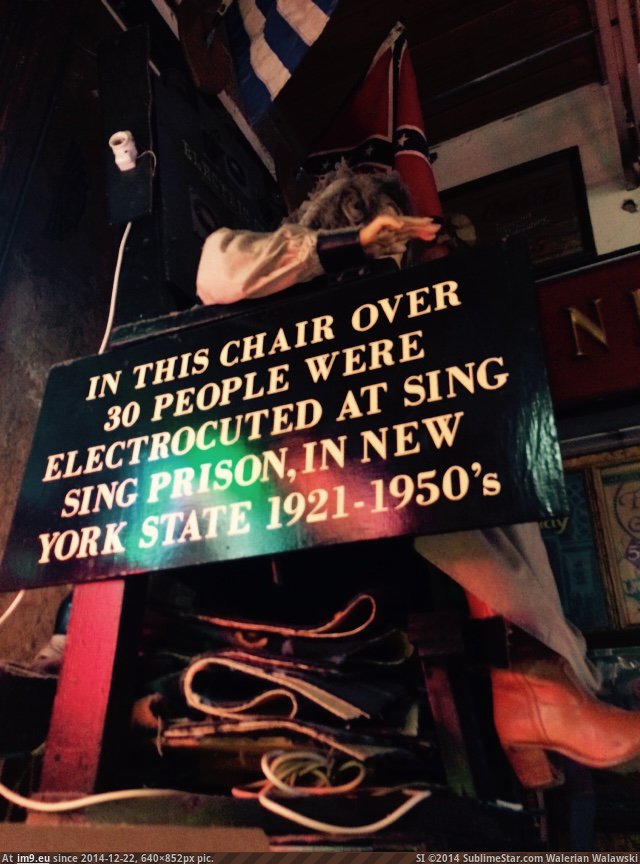 ELECTRIC
IN THIS CHAIR OVER
30 PEOPLE WERE
ELECTROCUTED AT SING
SING PRISON, IN NEW
YORK STATE 1921-1950's
N
At im9.eu since 2014-12-22, 640×852px pic.
SI ©2014 SublimeStar.com Walerian Walawski